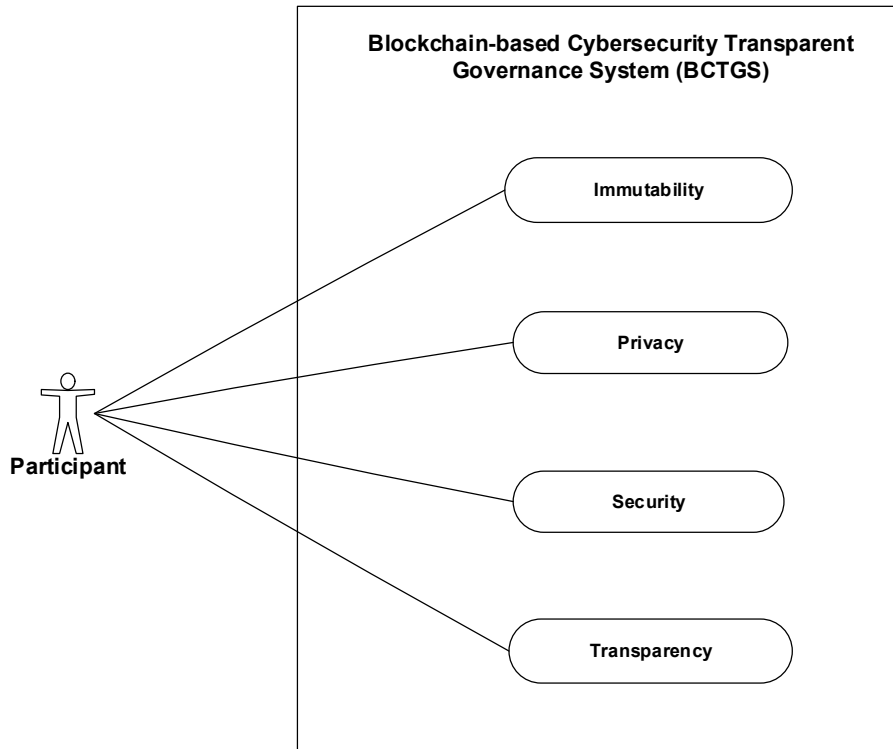 Blockchain-based Cybersecurity Transparent
Governance System (BCTGS)
Immutability
Privacy
Participant
Security
Transparency